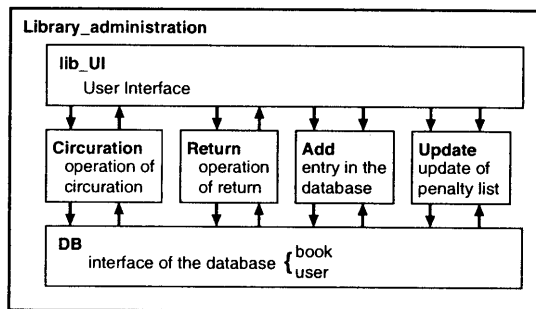 Library_administration
lib_UI
User Interface
Circuration
operation of
circuration
Return
operation
of return
Add
entry in the
database
Update
update of
penalty list
DB
interface of the database { book
user